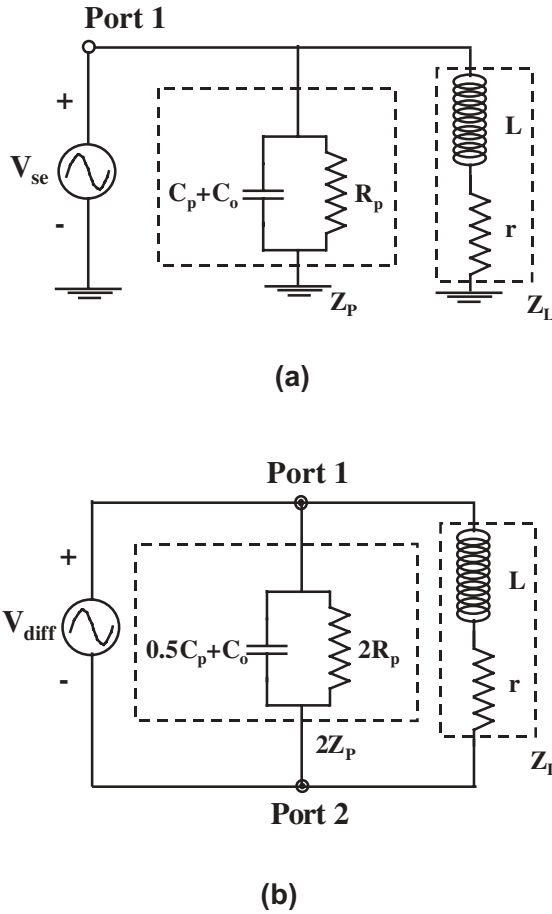 Port 1
+
V_se
-
C_p+C_o
R_p
L
r
Z_P
Z_L
(a)
Port 1
+
V_diff
-
0.5C_p+C_o
2R_p
L
r
2Z_P
Z_L
Port 2
(b)